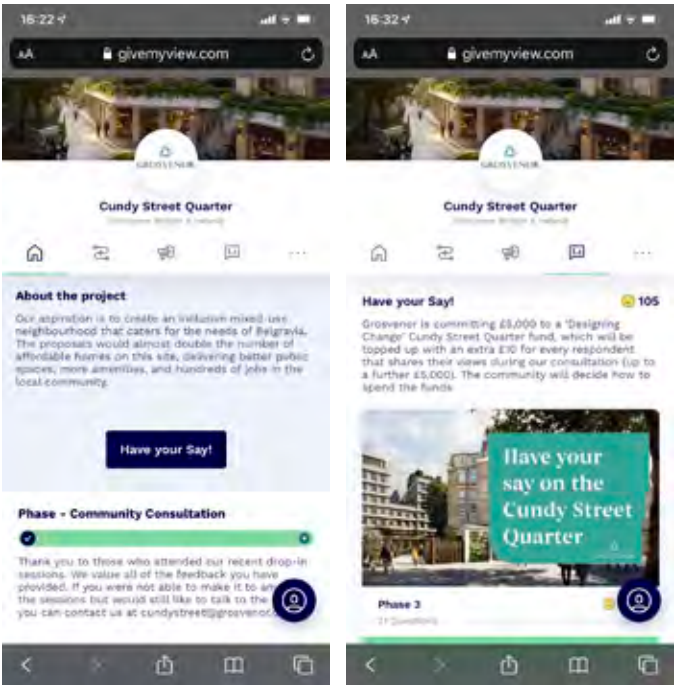 16:22
AA givemyview.com
GROSVENOR
Cundy Street Quarter
About the project
Our aspiration is to create an inclusive mixed-use
neighbourhood that caters for the needs of Belgravia.
The proposals would almost double the number of
affordable homes on this site, delivering better public
spaces, more amenities, and hundreds of jobs in the
local community.
Have your Say!
Phase - Community Consultation
Thank you to those who attended our recent drop-in
sessions. We value all of the feedback you have
provided. If you were not able to make it to
the sessions but would still like to talk to the
you can contact us at cundystreet@grosvenor.
16:32
AA givemyview.com
GROSVENOR
Cundy Street Quarter
Have your Say! 105
Grosvenor is committing £5,000 to a 'Designing
Change' Cundy Street Quarter fund, which will be
topped up with an extra £10 for every respondent
that shares their views during our consultation (up to
a further £5,000). The community will decide how to
spend the funds
Have your
say on the
Cundy Street
Quarter
Phase 3
Questions